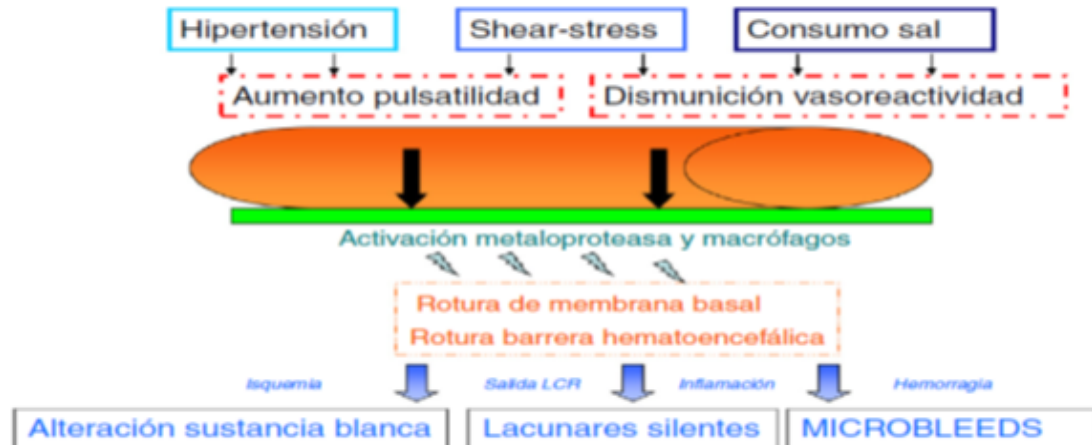 Hipertensión Shear-stress Consumo sal
Aumento pulsatilidad Dismunición vasoreactividad
Activación metaloproteasa y macrófagos
Rotura de membrana basal
Rotura barrera hematoencefálica
Isquemia Salida LCR Inflamación Hemorragia
Alteración sustancia blanca Lacunares silentes MICROBLEEDS